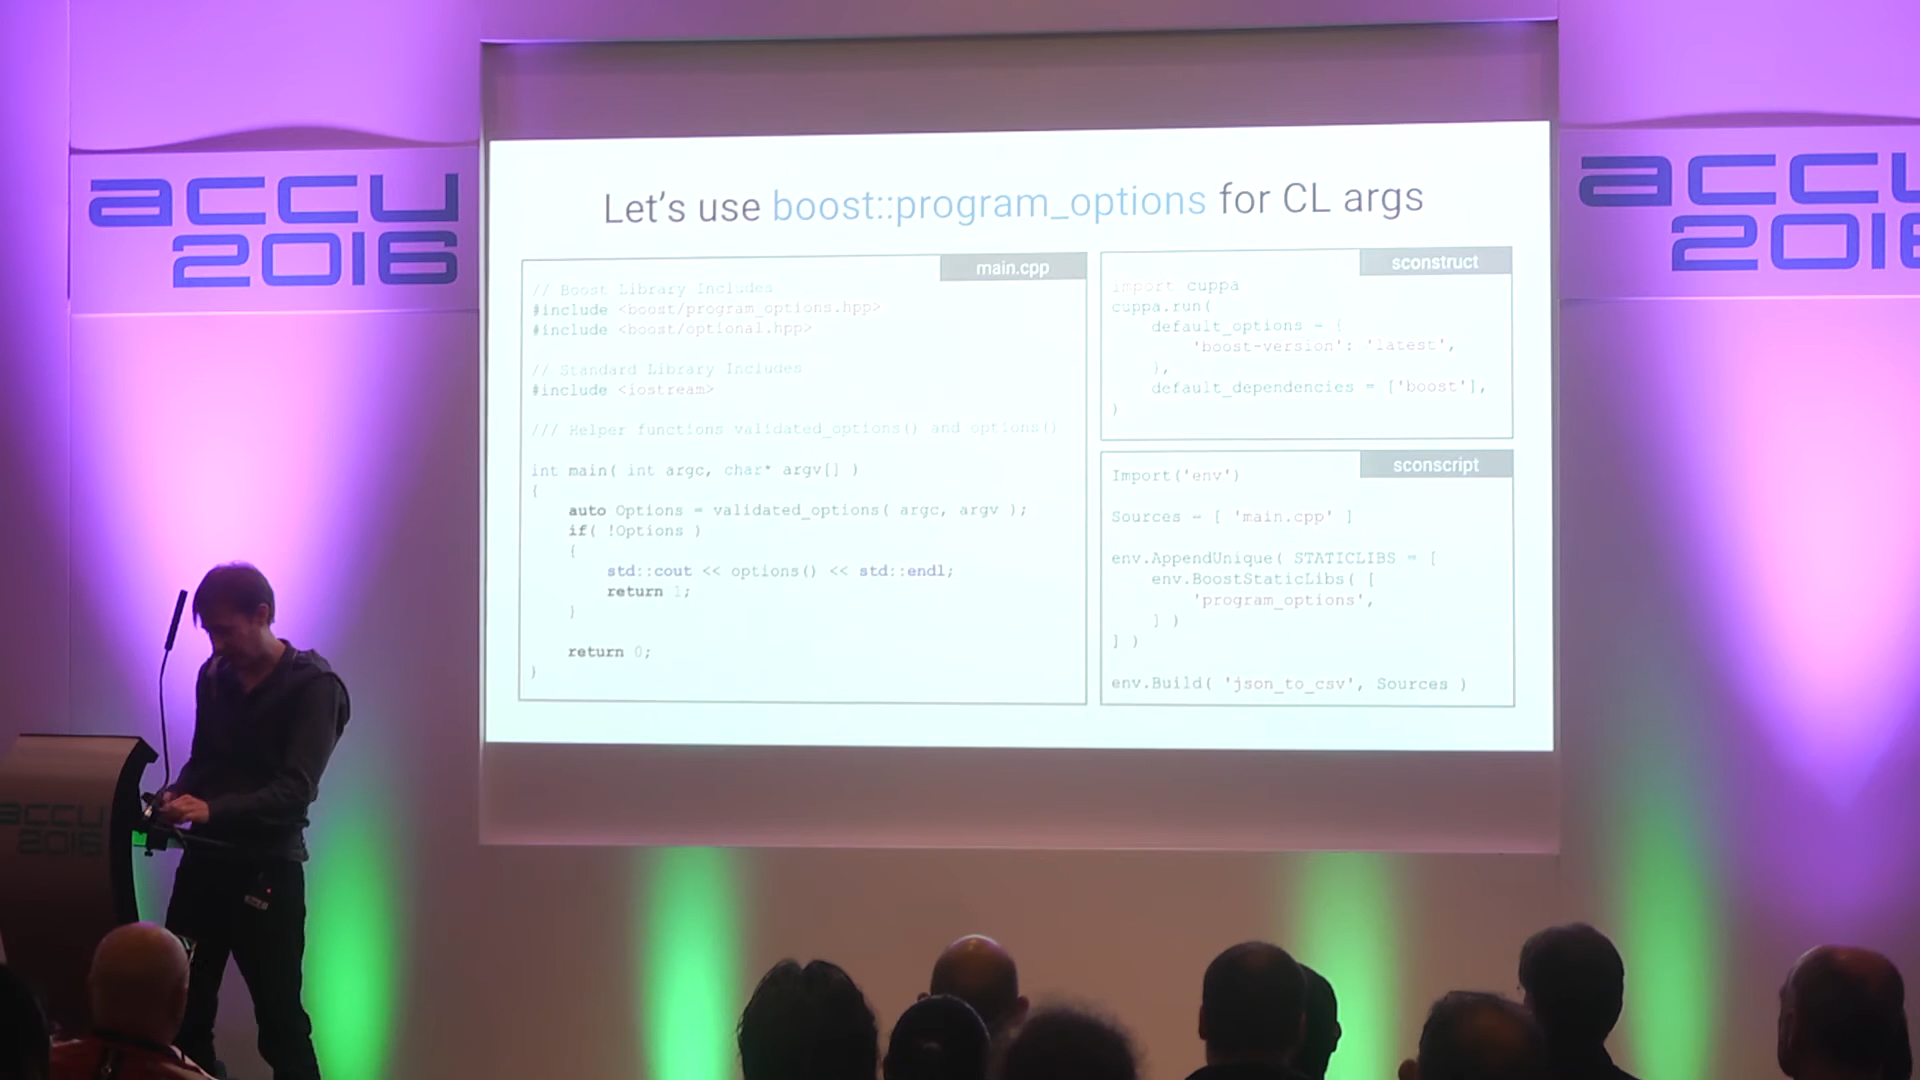 accu
2016
Let's use boost::program_options for CL args
main.cpp
// Boost Library Includes
#include <boost/program_options.hpp>
#include <boost/optional.hpp>
// Standard Library Includes
#include <iostream>
/// Helper functions validated_options() and options()
int main( int argc, char* argv[] )
{
auto Options = validated_options( argc, argv );
if( !Options )
{
std::cout << options() << std::endl;
return 1;
}
return 0;
}
sconstruct
import cuppa
cuppa.run(
default_options = {
'boost-version': 'latest',
},
default_dependencies = ['boost'],
)
sconscript
Import('env')
Sources = [ 'main.cpp' ]
env.AppendUnique( STATICLIBS = [
env.BoostStaticLibs( [
'program_options',
] )
] )
env.Build( 'json_to_csv', Sources )
accu
2016
accu
2016